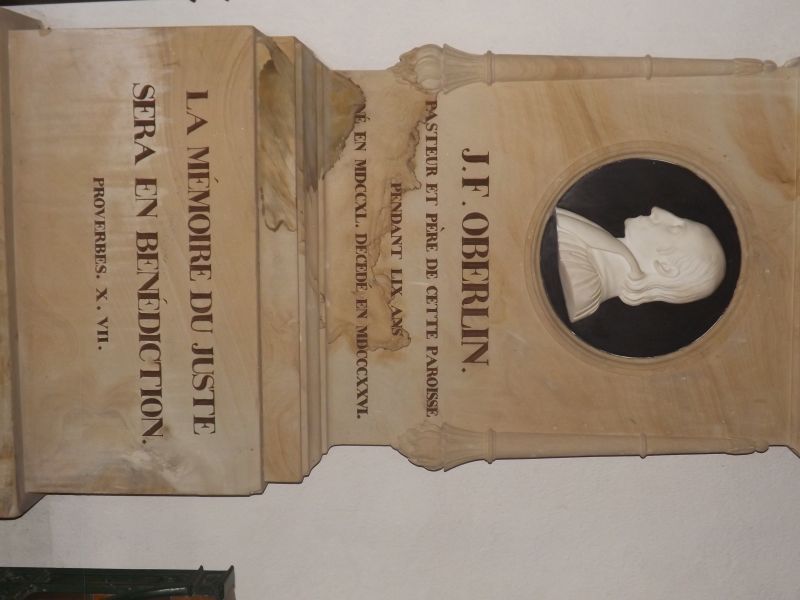 J. F. OBERLIN.
PASTEUR ET PÈRE DE CETTE PAROISSE
PENDANT LIX ANS
NÉ EN MDCCXL. DÉCÉDÉ EN MDCCCXXVI.
LA MÉMOIRE DU JUSTE
SERA EN BÉNÉDICTION.
PROVERBES. X. VII.